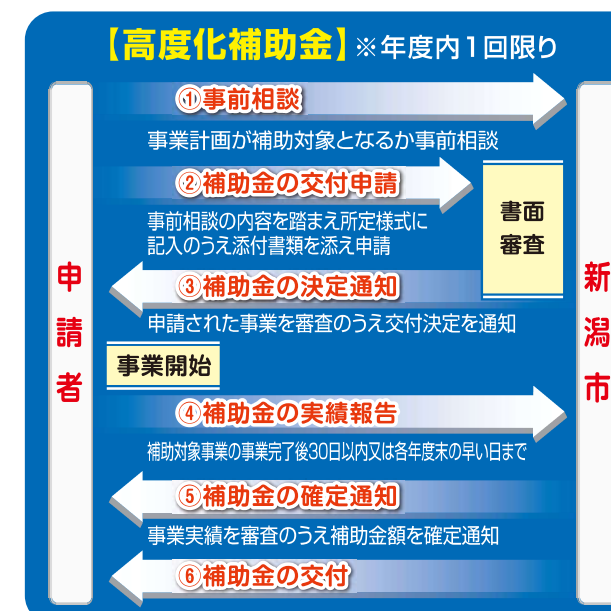 【高度化補助金】※年度内1回限り
①事前相談
事業計画が補助対象となるか事前相談
②補助金の交付申請
事前相談の内容を踏まえ所定様式に
記入のうえ添付書類を添え申請
書面
審査
③補助金の決定通知
申請された事業を審査のうえ交付決定を通知
事業開始
④補助金の実績報告
補助対象事業の事業完了後30日以内又は各年度末の早い日まで
⑤補助金の確定通知
事業実績を審査のうえ補助金額を確定通知
⑥補助金の交付
申請者
新潟市